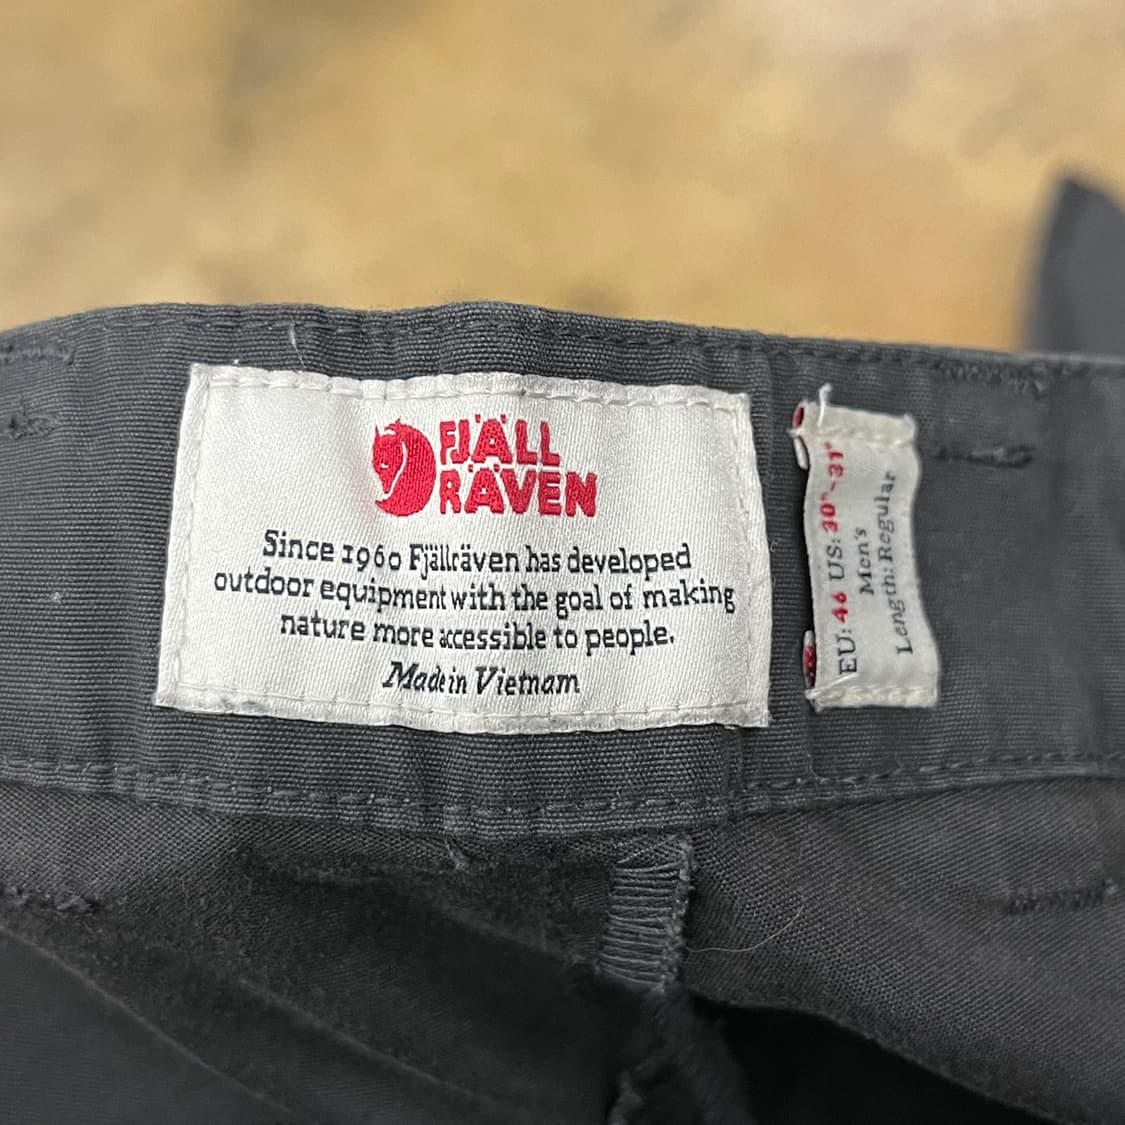 FJÄLL
RÄVEN
Since 1960 Fjällräven has developed
outdoor equipment with the goal of making
nature more accessible to people.
Made in Vietnam
EU: 46 US: 30"-31"
Men's
Length: Regular